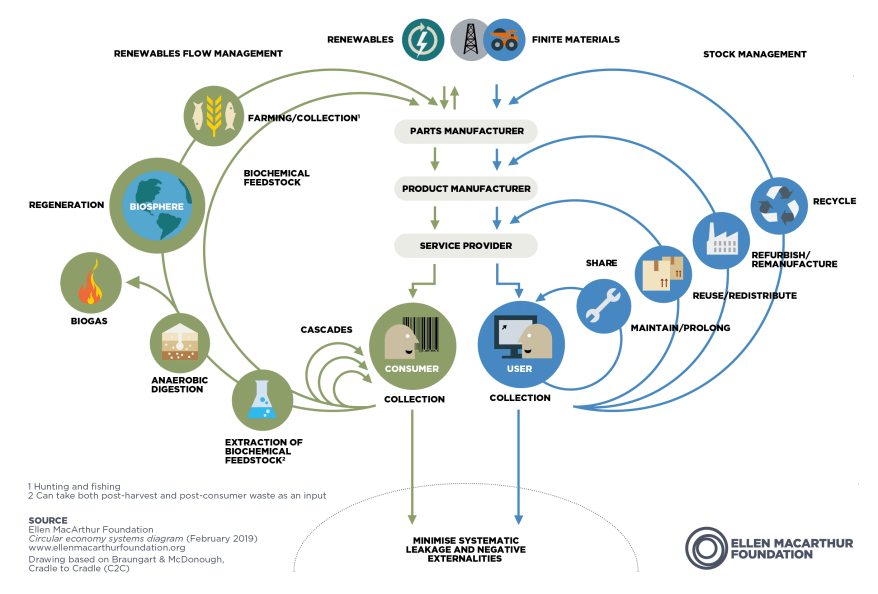 RENEWABLES
FINITE MATERIALS
RENEWABLES FLOW MANAGEMENT
STOCK MANAGEMENT
FARMING/COLLECTION1
PARTS MANUFACTURER
BIOCHEMICAL
FEEDSTOCK
PRODUCT MANUFACTURER
REGENERATION
BIOSPHERE
RECYCLE
SERVICE PROVIDER
SHARE
REFURBISH/
REMANUFACTURE
REUSE/REDISTRIBUTE
BIOGAS
CASCADES
MAINTAIN/PROLONG
CONSUMER
USER
ANAEROBIC
DIGESTION
COLLECTION
COLLECTION
EXTRACTION OF
BIOCHEMICAL
FEEDSTOCK2
1 Hunting and fishing
2 Can take both post-harvest and post-consumer waste as an input
SOURCE
Ellen MacArthur Foundation
Circular economy systems diagram (February 2019)
www.ellenmacarthurfoundation.org
Drawing based on Braungart & McDonough,
Cradle to Cradle (C2C)
MINIMISE SYSTEMATIC
LEAKAGE AND NEGATIVE
EXTERNALITIES
ELLEN MACARTHUR
FOUNDATION